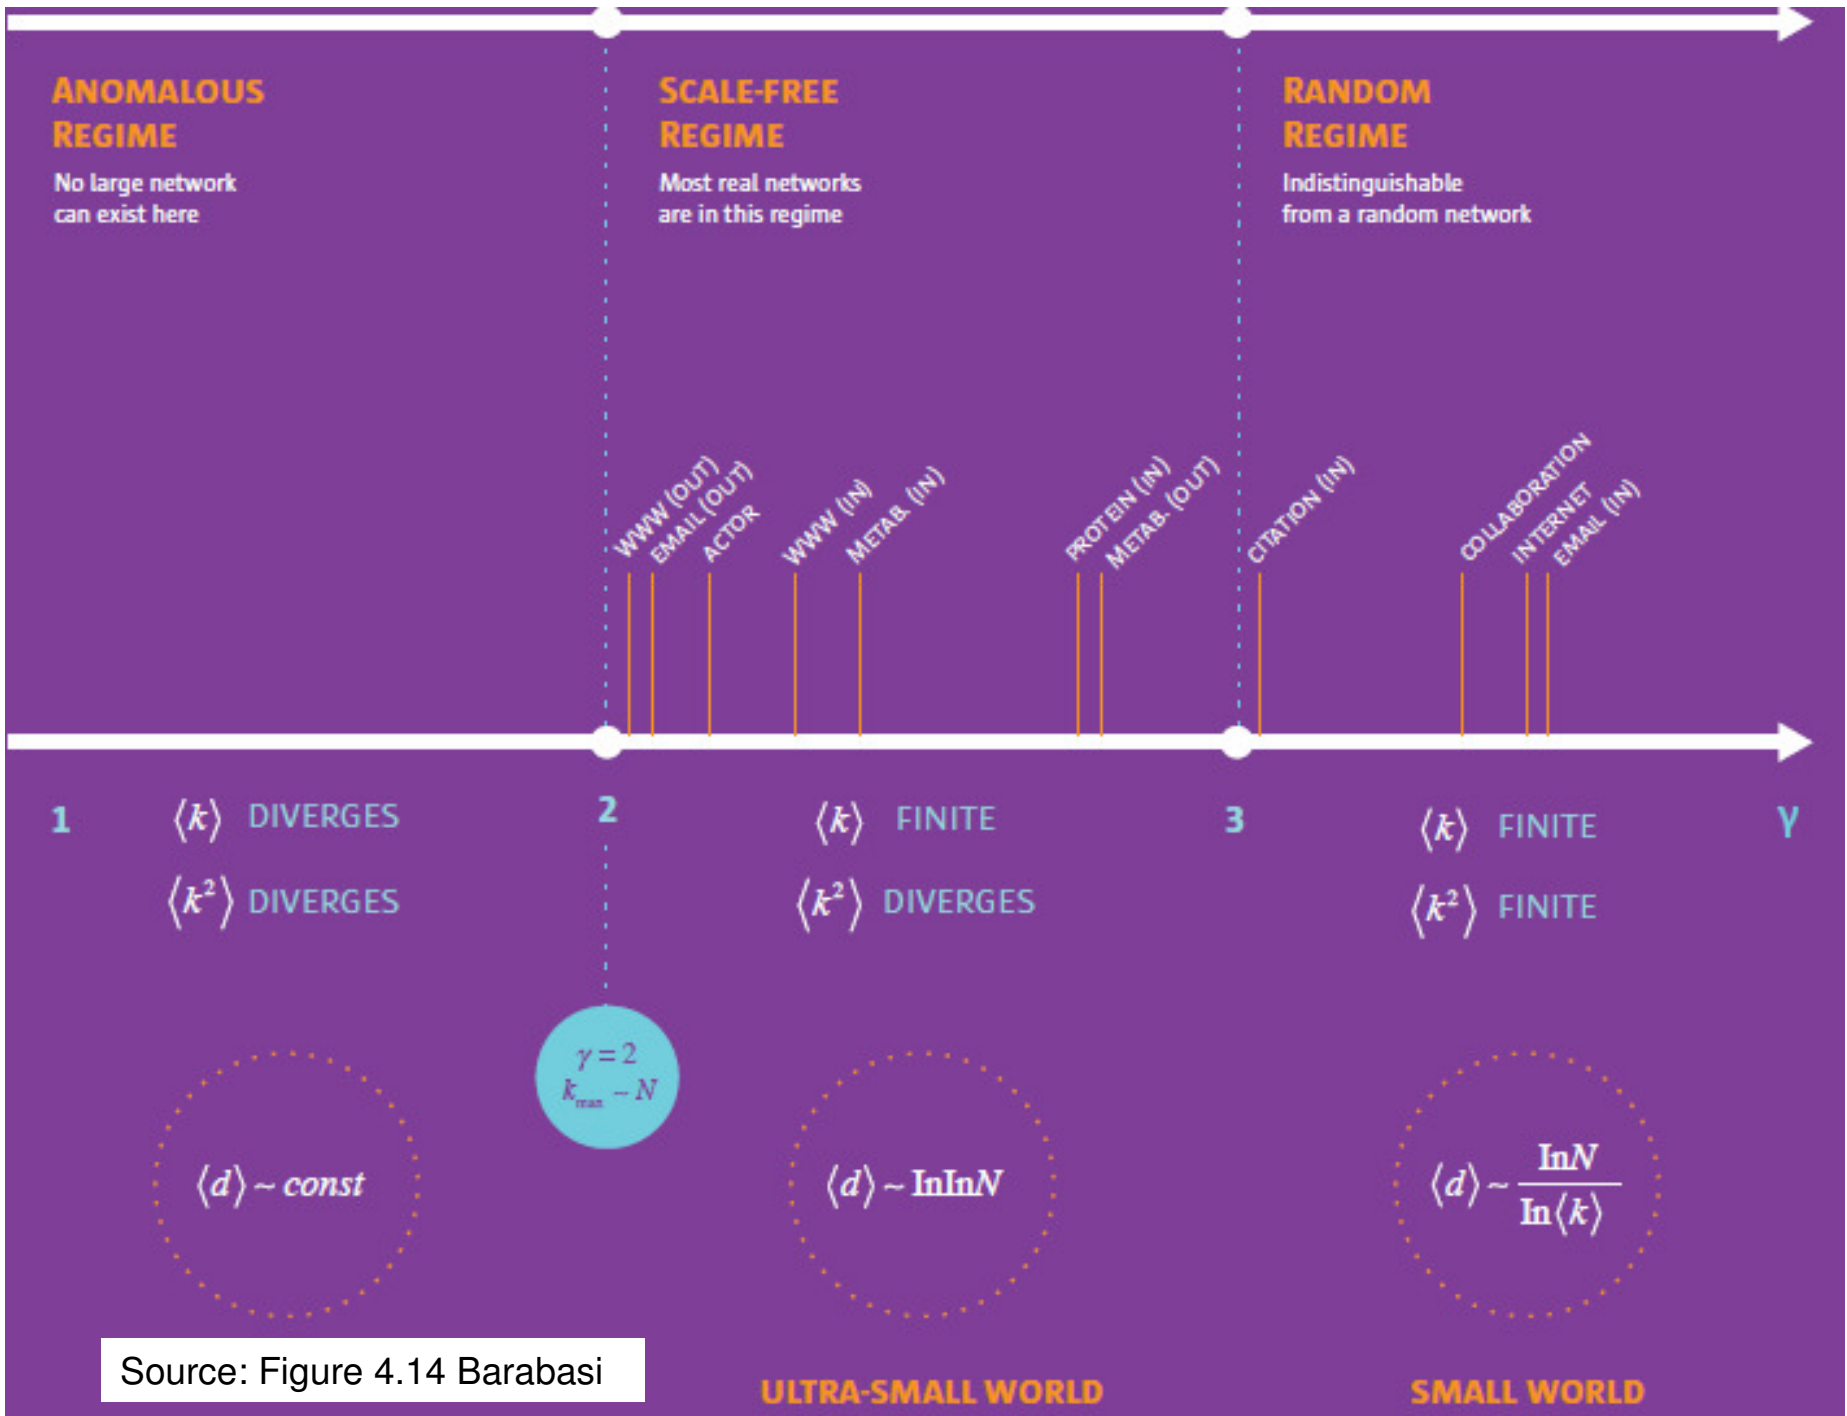 ANOMALOUS
REGIME
No large network
can exist here
SCALE-FREE
REGIME
Most real networks
are in this regime
RANDOM
REGIME
Indistinguishable
from a random network
WWW (OUT)
EMAIL (OUT)
ACTOR
WWW (IN)
METAB. (IN)
PROTEIN (IN)
METAB. (OUT)
CITATION (IN)
COLLABORATION
INTERNET
EMAIL (IN)
1
2
3
γ
⟨k⟩ DIVERGES
⟨k²⟩ DIVERGES
⟨k⟩ FINITE
⟨k²⟩ DIVERGES
⟨k⟩ FINITE
⟨k²⟩ FINITE
γ = 2
k_max ~ N
⟨d⟩ ~ const
⟨d⟩ ~ lnlnN
⟨d⟩ ~ lnN / ln⟨k⟩
Source: Figure 4.14 Barabasi
ULTRA-SMALL WORLD
SMALL WORLD